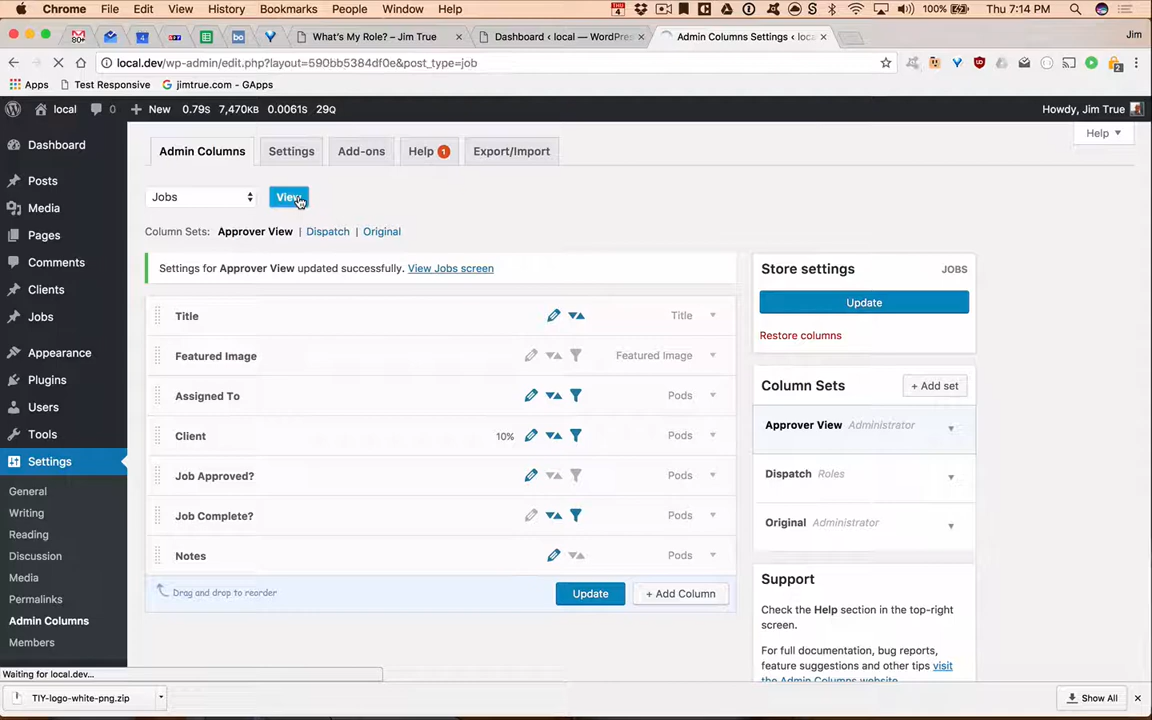 Chrome File Edit View History Bookmarks People Window Help 100% Thu 7:14 PM
80+ What's My Role? – Jim True Dashboard ‹ local — WordPres Admin Columns Settings ‹ loca Jim
local.dev/wp-admin/edit.php?layout=590bb5384df0e&post_type=job
Apps Test Responsive jimtrue.com - GApps
local 0 New 0.79S 7,470KB 0.0061S 29Q Howdy, Jim True
Help
Dashboard
Posts
Media
Pages
Comments
Clients
Jobs
Appearance
Plugins
Users
Tools
Settings
General
Writing
Reading
Discussion
Media
Permalinks
Admin Columns
Members
Admin Columns Settings Add-ons Help 1 Export/Import
Jobs View
Column Sets: Approver View | Dispatch | Original
Settings for Approver View updated successfully. View Jobs screen
Title Title
Featured Image Featured Image
Assigned To Pods
Client 10% Pods
Job Approved? Pods
Job Complete? Pods
Notes Pods
Drag and drop to reorder Update + Add Column
Store settings JOBS
Update
Restore columns
Column Sets + Add set
Approver View Administrator
Dispatch Roles
Original Administrator
Support
Check the Help section in the top-right
screen.
For full documentation, bug reports,
feature suggestions and other tips visit
the Admin Columns website
Waiting for local.dev...
TIY-logo-white-png.zip Show All